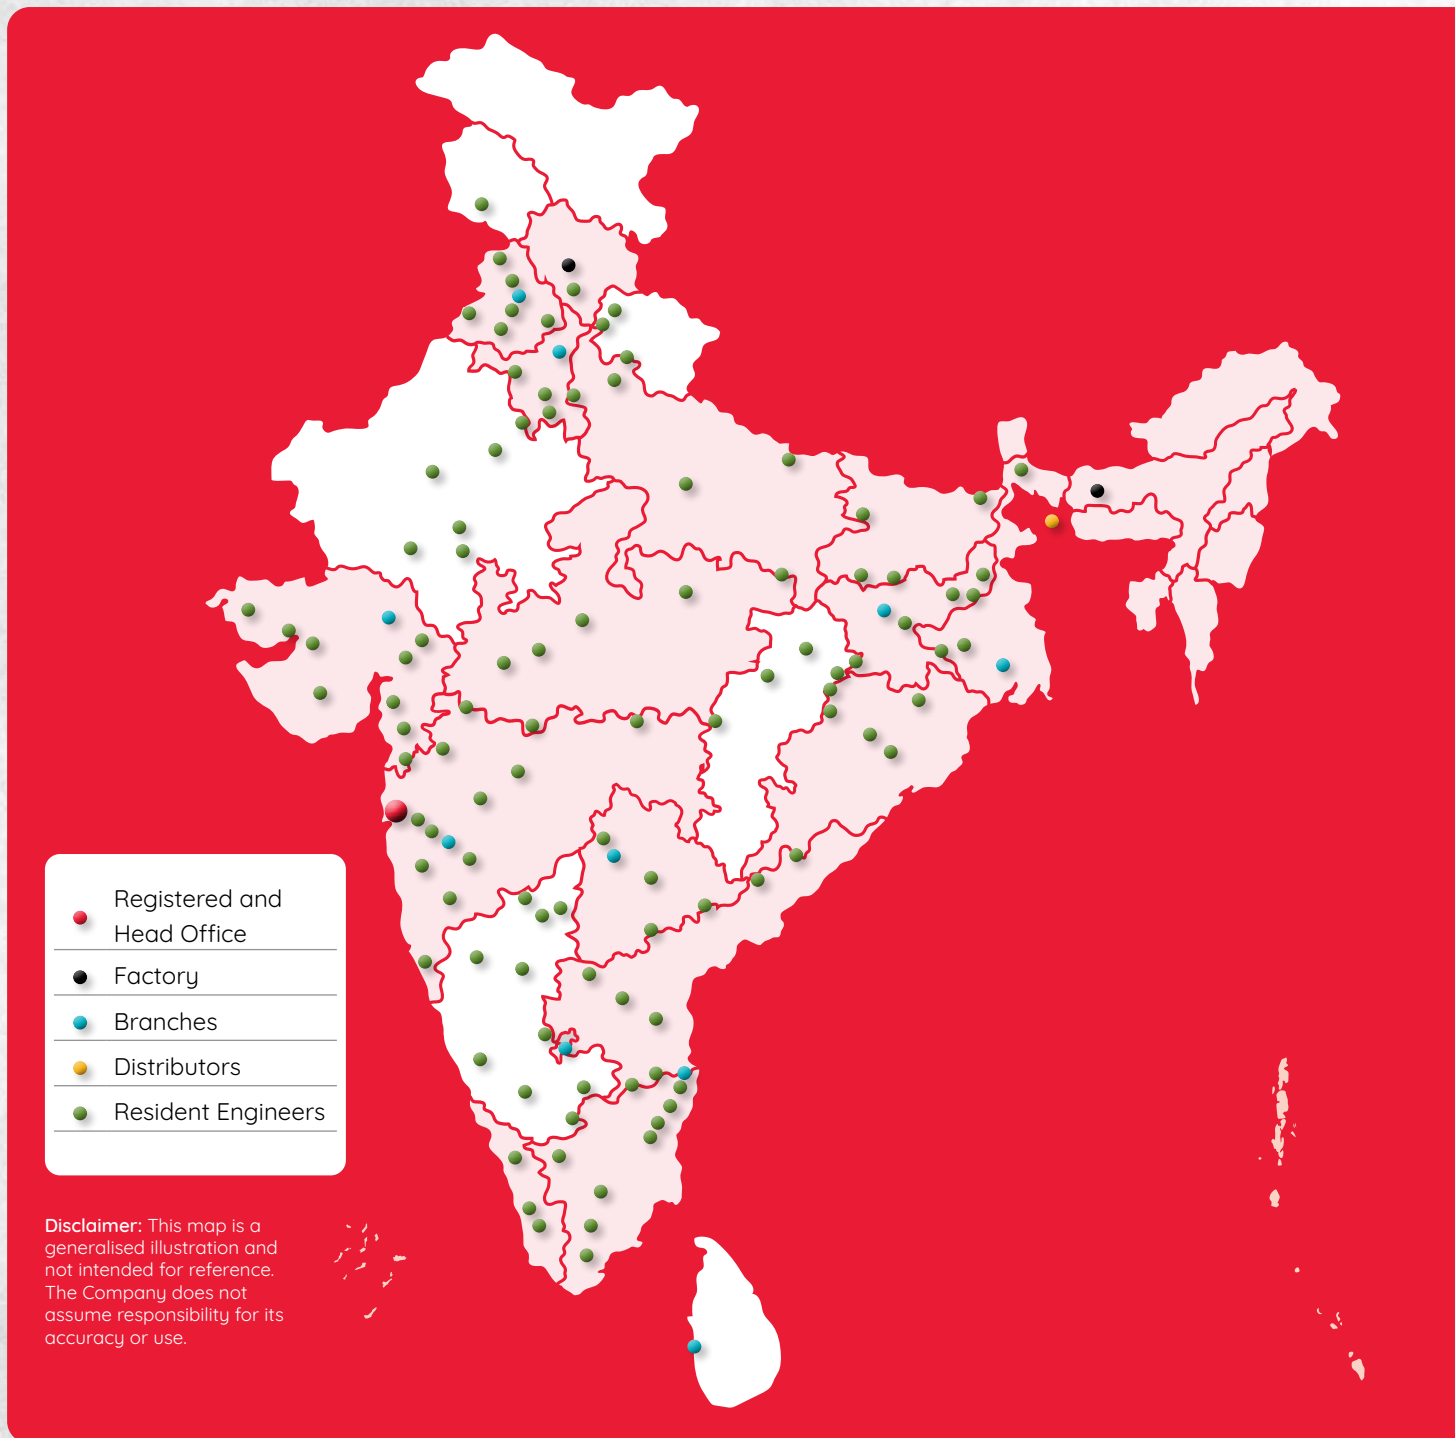 Registered and
Head Office
Factory
Branches
Distributors
Resident Engineers
Disclaimer: This map is a
generalised illustration and
not intended for reference.
The Company does not
assume responsibility for its
accuracy or use.